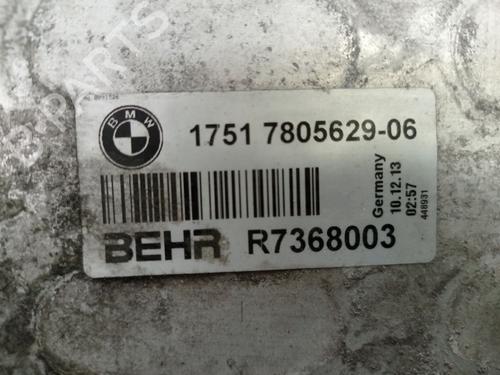 BMW
1751 7805629-06
Germany
10.12.13
02:57
448931
BEHR R7368003